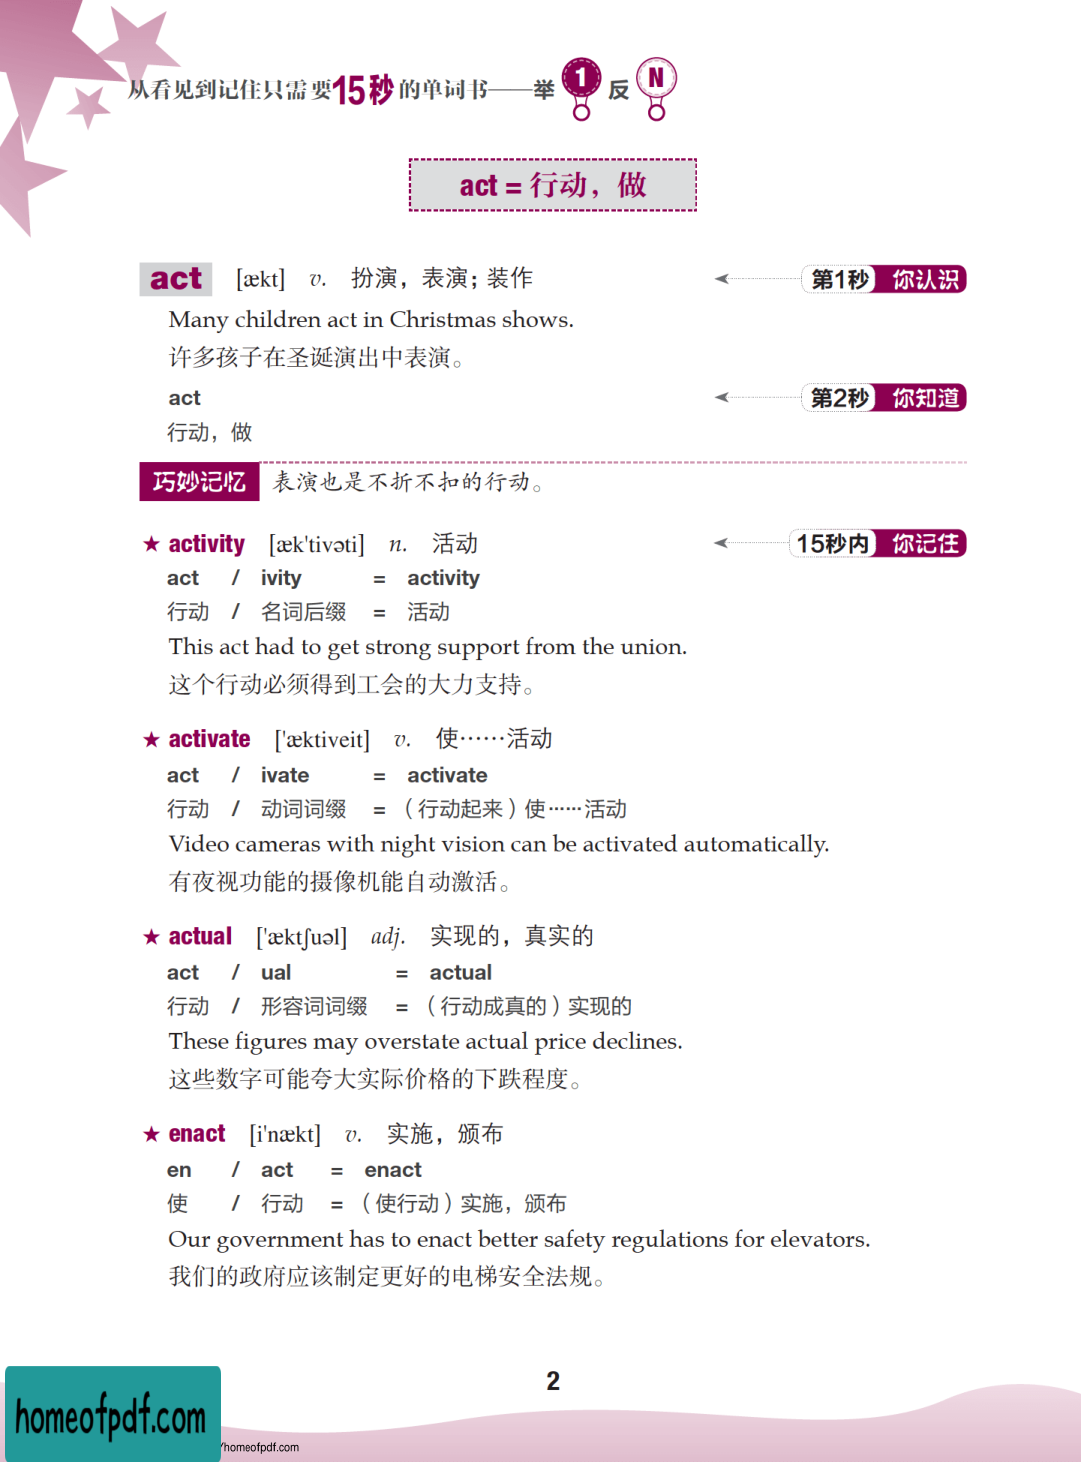 从看见到记住只需要15秒的单词书——举1反N
act = 行动，做
act [ækt] v. 扮演，表演；装作 第1秒 你认识
Many children act in Christmas shows.
许多孩子在圣诞演出中表演。
act 第2秒 你知道
行动，做
巧妙记忆 表演也是不折不扣的行动。
★ activity [æk'tivəti] n. 活动 15秒内 你记住
act / ivity = activity
行动 / 名词后缀 = 活动
This act had to get strong support from the union.
这个行动必须得到工会的大力支持。
★ activate ['æktiveit] v. 使……活动
act / ivate = activate
行动 / 动词词缀 =（行动起来）使……活动
Video cameras with night vision can be activated automatically.
有夜视功能的摄像机能自动激活。
★ actual ['æktʃuəl] adj. 实现的，真实的
act / ual = actual
行动 / 形容词词缀 =（行动成真的）实现的
These figures may overstate actual price declines.
这些数字可能夸大实际价格的下跌程度。
★ enact [i'nækt] v. 实施，颁布
en / act = enact
使 / 行动 =（使行动）实施，颁布
Our government has to enact better safety regulations for elevators.
我们的政府应该制定更好的电梯安全法规。
2
homeofpdf.com
/homeofpdf.com